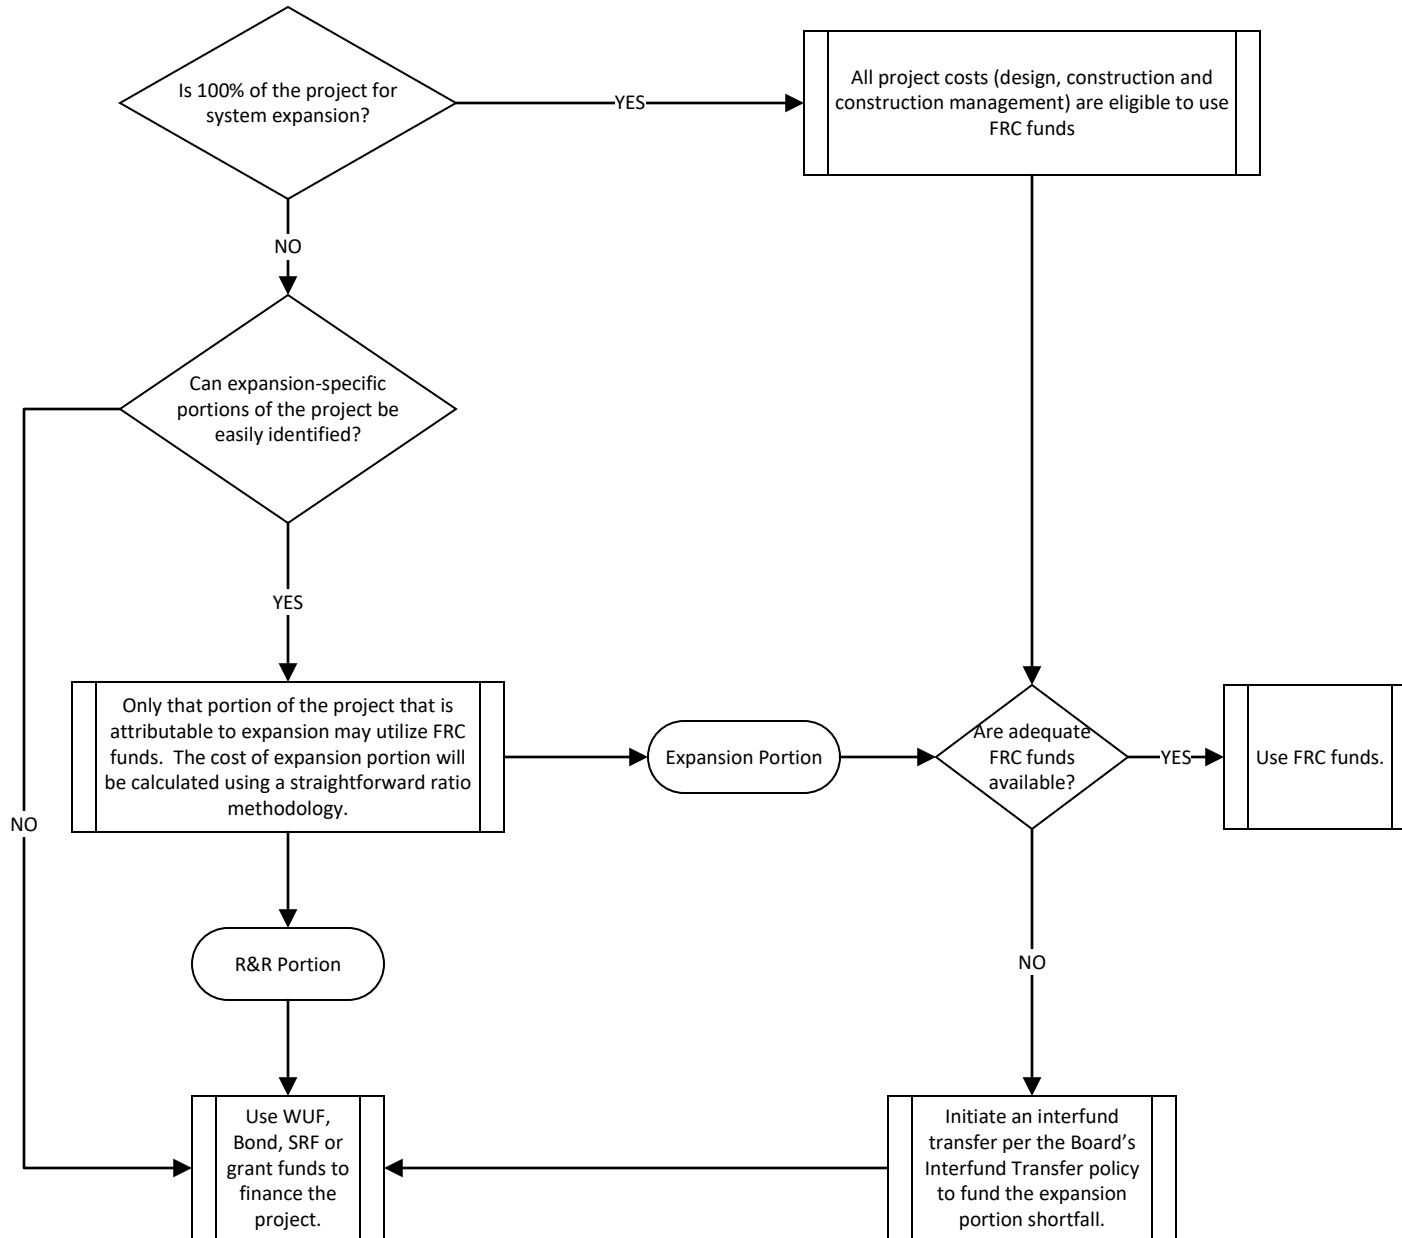 Is 100% of the project for
system expansion?
YES
All project costs (design, construction and
construction management) are eligible to use
FRC funds
NO
Can expansion-specific
portions of the project be
easily identified?
YES
Only that portion of the project that is
attributable to expansion may utilize FRC
funds.  The cost of expansion portion will
be calculated using a straightforward ratio
methodology.
Expansion Portion
Are adequate
FRC funds
available?
YES
Use FRC funds.
NO
R&R Portion
NO
Use WUF,
Bond, SRF or
grant funds to
finance the
project.
Initiate an interfund
transfer per the Board’s
Interfund Transfer policy
to fund the expansion
portion shortfall.